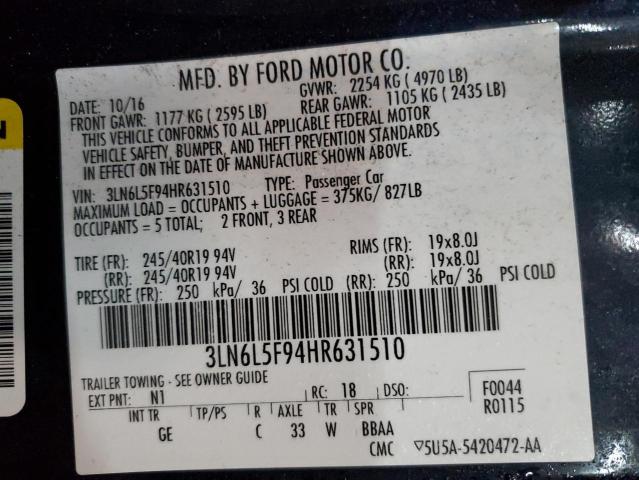 MFD. BY FORD MOTOR CO.
DATE: 10/16 GVWR: 2254 KG ( 4970 LB)
FRONT GAWR: 1177 KG ( 2595 LB) REAR GAWR: 1105 KG ( 2435 LB)
THIS VEHICLE CONFORMS TO ALL APPLICABLE FEDERAL MOTOR
VEHICLE SAFETY, BUMPER, AND THEFT PREVENTION STANDARDS
IN EFFECT ON THE DATE OF MANUFACTURE SHOWN ABOVE.
VIN: 3LN6L5F94HR631510 TYPE: Passenger Car
MAXIMUM LOAD = OCCUPANTS + LUGGAGE = 375KG/ 827LB
OCCUPANTS = 5 TOTAL; 2 FRONT, 3 REAR
TIRE (FR): 245/40R19 94V RIMS (FR): 19x8.0J
(RR): 245/40R19 94V (RR): 19x8.0J
PRESSURE (FR): 250 kPa/ 36 PSI COLD (RR): 250 kPa/ 36 PSI COLD
3LN6L5F94HR631510
TRAILER TOWING - SEE OWNER GUIDE
EXT PNT: N1 RC: 18 DSO: F0044
R0115
INT TR TP/PS R AXLE TR SPR
GE C 33 W BBAA
CMC ▽5U5A-5420472-AA